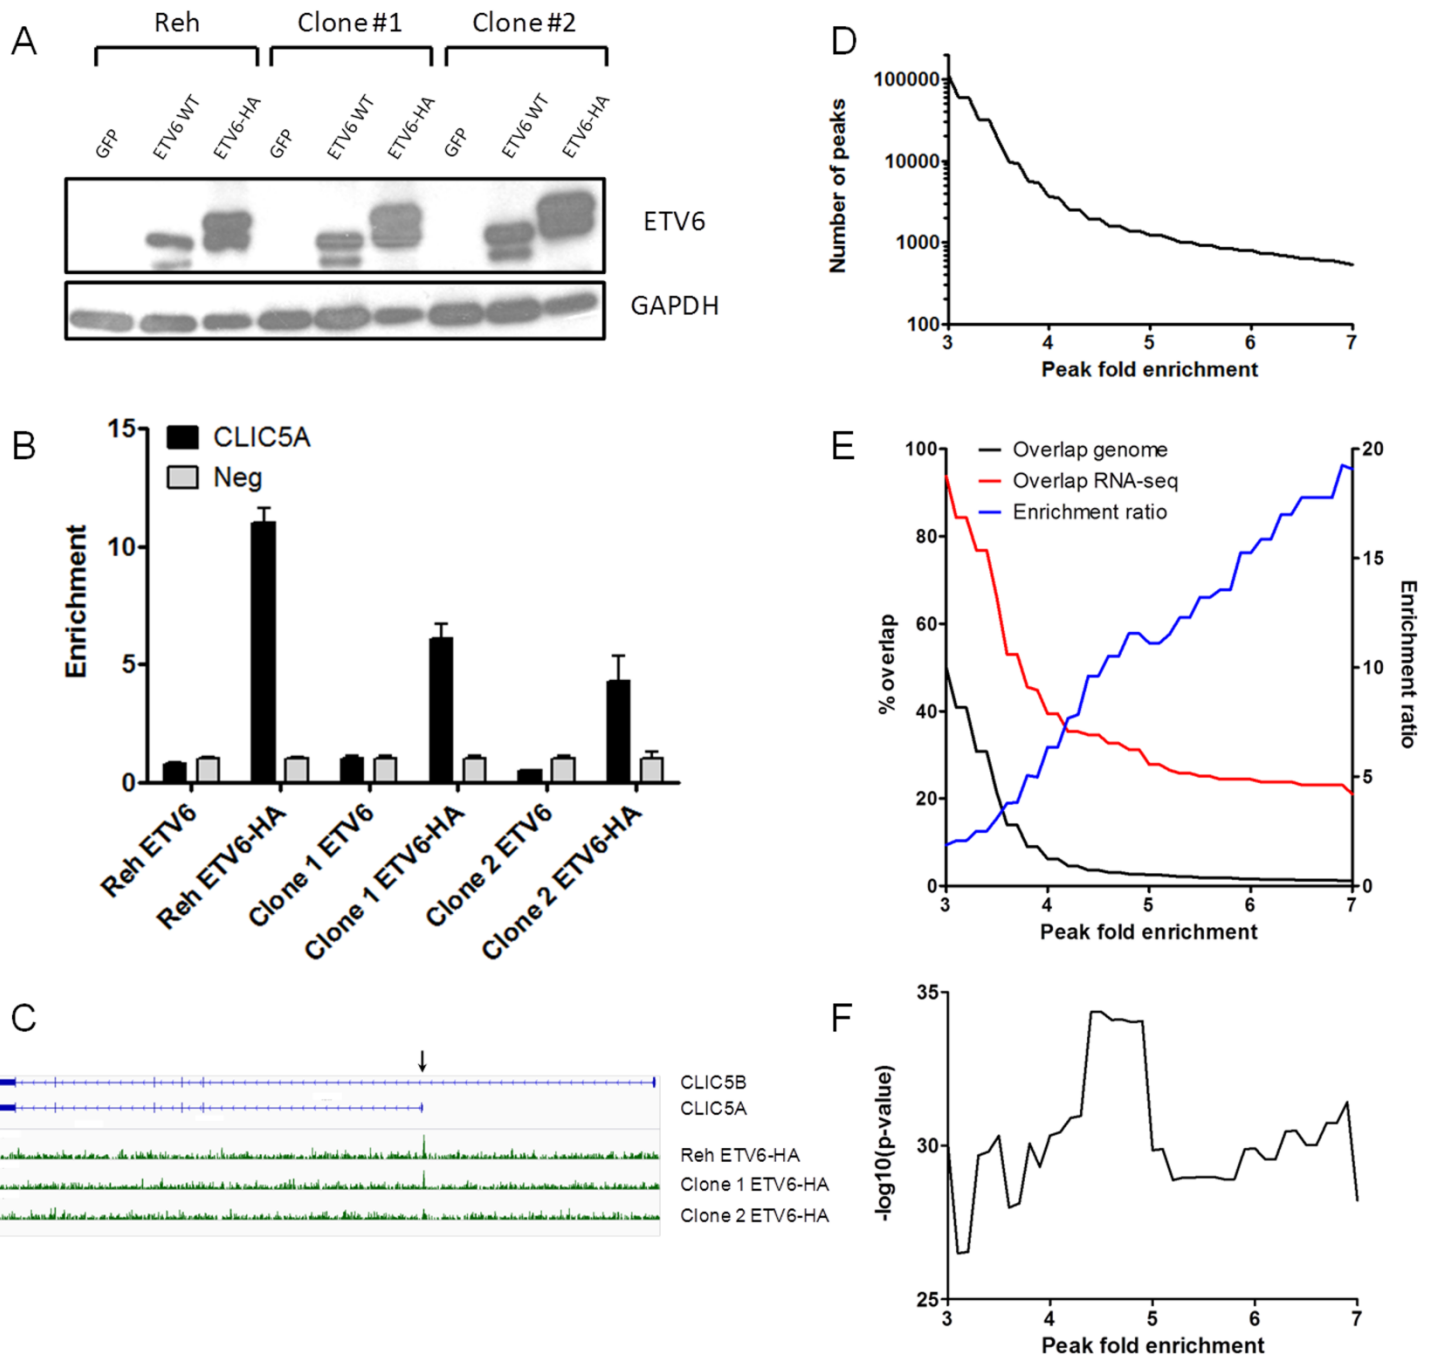 A
Reh Clone #1 Clone #2
GFP ETV6 WT ETV6-HA GFP ETV6 WT ETV6-HA GFP ETV6 WT ETV6-HA
ETV6
GAPDH
B
Enrichment
15
10
5
0
CLIC5A
Neg
Reh ETV6
Reh ETV6-HA
Clone 1 ETV6
Clone 1 ETV6-HA
Clone 2 ETV6
Clone 2 ETV6-HA
C
CLIC5B
CLIC5A
Reh ETV6-HA
Clone 1 ETV6-HA
Clone 2 ETV6-HA
D
Number of peaks
100000
10000
1000
100
3 4 5 6 7
Peak fold enrichment
E
% overlap
100
80
60
40
20
0
Overlap genome
Overlap RNA-seq
Enrichment ratio
20
15
10
5
0
Enrichment ratio
3 4 5 6 7
Peak fold enrichment
F
-log10(p-value)
35
30
25
3 4 5 6 7
Peak fold enrichment